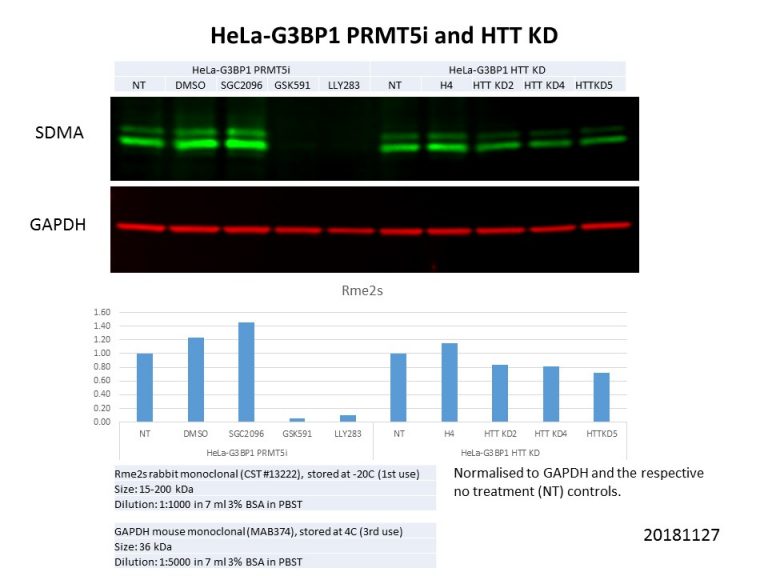 HeLa-G3BP1 PRMT5i and HTT KD
HeLa-G3BP1 PRMT5i HeLa-G3BP1 HTT KD
NT DMSO SGC2096 GSK591 LLY283 NT H4 HTT KD2 HTT KD4 HTTKD5
SDMA
GAPDH
Rme2s
1.60
1.40
1.20
1.00
0.80
0.60
0.40
0.20
0.00
NT DMSO SGC2096 GSK591 LLY283 NT H4 HTT KD2 HTT KD4 HTTKD5
HeLa-G3BP1 PRMT5i HeLa-G3BP1 HTT KD
Rme2s rabbit monoclonal (CST #13222), stored at -20C (1st use)
Size: 15-200 kDa
Dilution: 1:1000 in 7 ml 3% BSA in PBST
Normalised to GAPDH and the respective
no treatment (NT) controls.
GAPDH mouse monoclonal (MAB374), stored at 4C (3rd use)
Size: 36 kDa
Dilution: 1:5000 in 7 ml 3% BSA in PBST
20181127